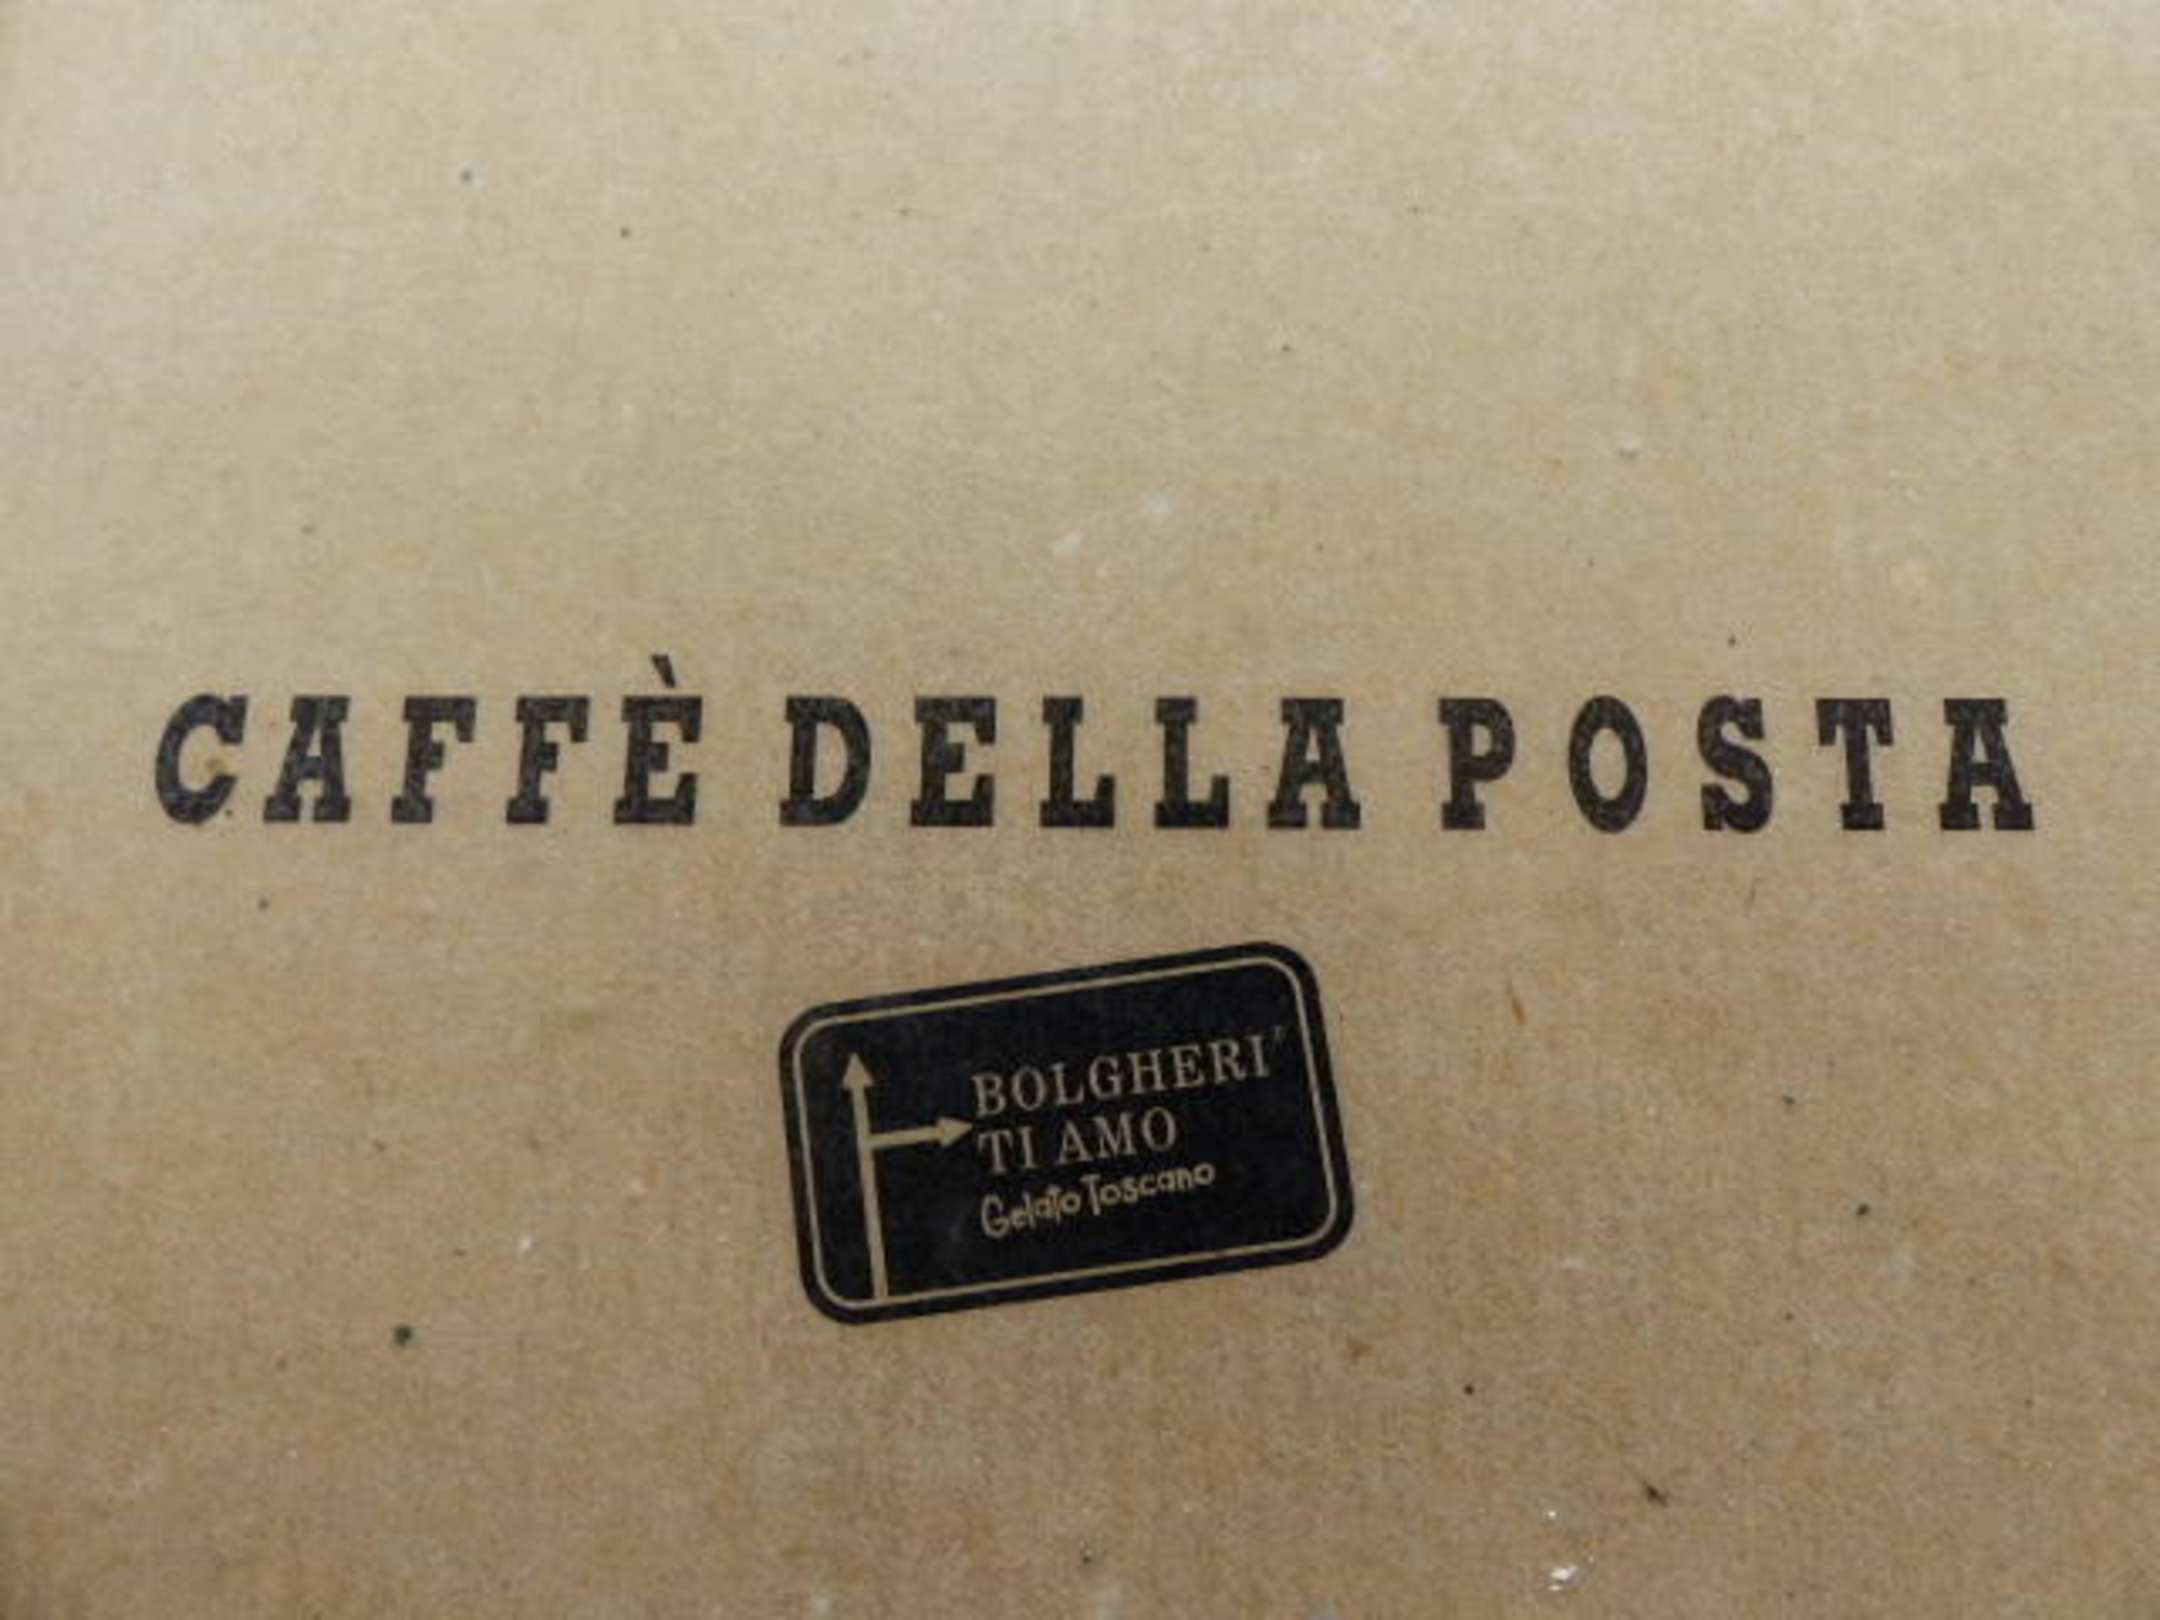 CAFFÈ DELLA POSTA
BOLGHERI
TI AMO
Gelato Toscano